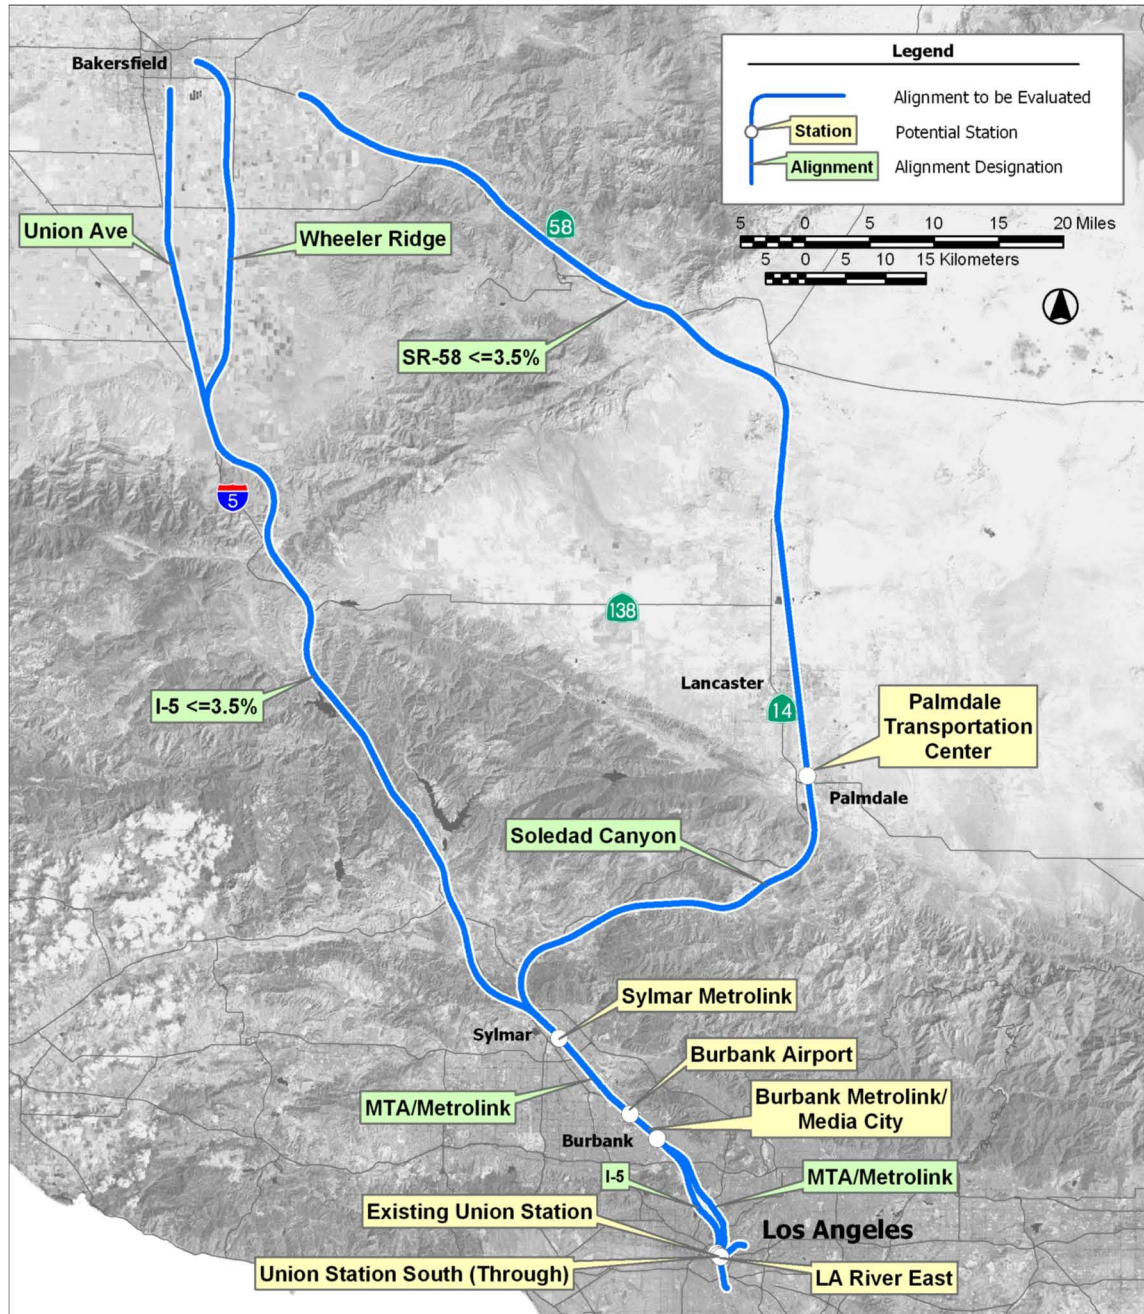 Legend
Alignment to be Evaluated
Station
Potential Station
Alignment
Alignment Designation
5 0 5 10 15 20 Miles
5 0 5 10 15 Kilometers
Bakersfield
58
Union Ave
Wheeler Ridge
SR-58 <=3.5%
5
138
Lancaster
I-5 <=3.5%
14
Palmdale
Transportation
Center
Palmdale
Soledad Canyon
Sylmar Metrolink
Sylmar
Burbank Airport
MTA/Metrolink
Burbank Metrolink/
Media City
Burbank
I-5
MTA/Metrolink
Existing Union Station
Los Angeles
Union Station South (Through)
LA River East